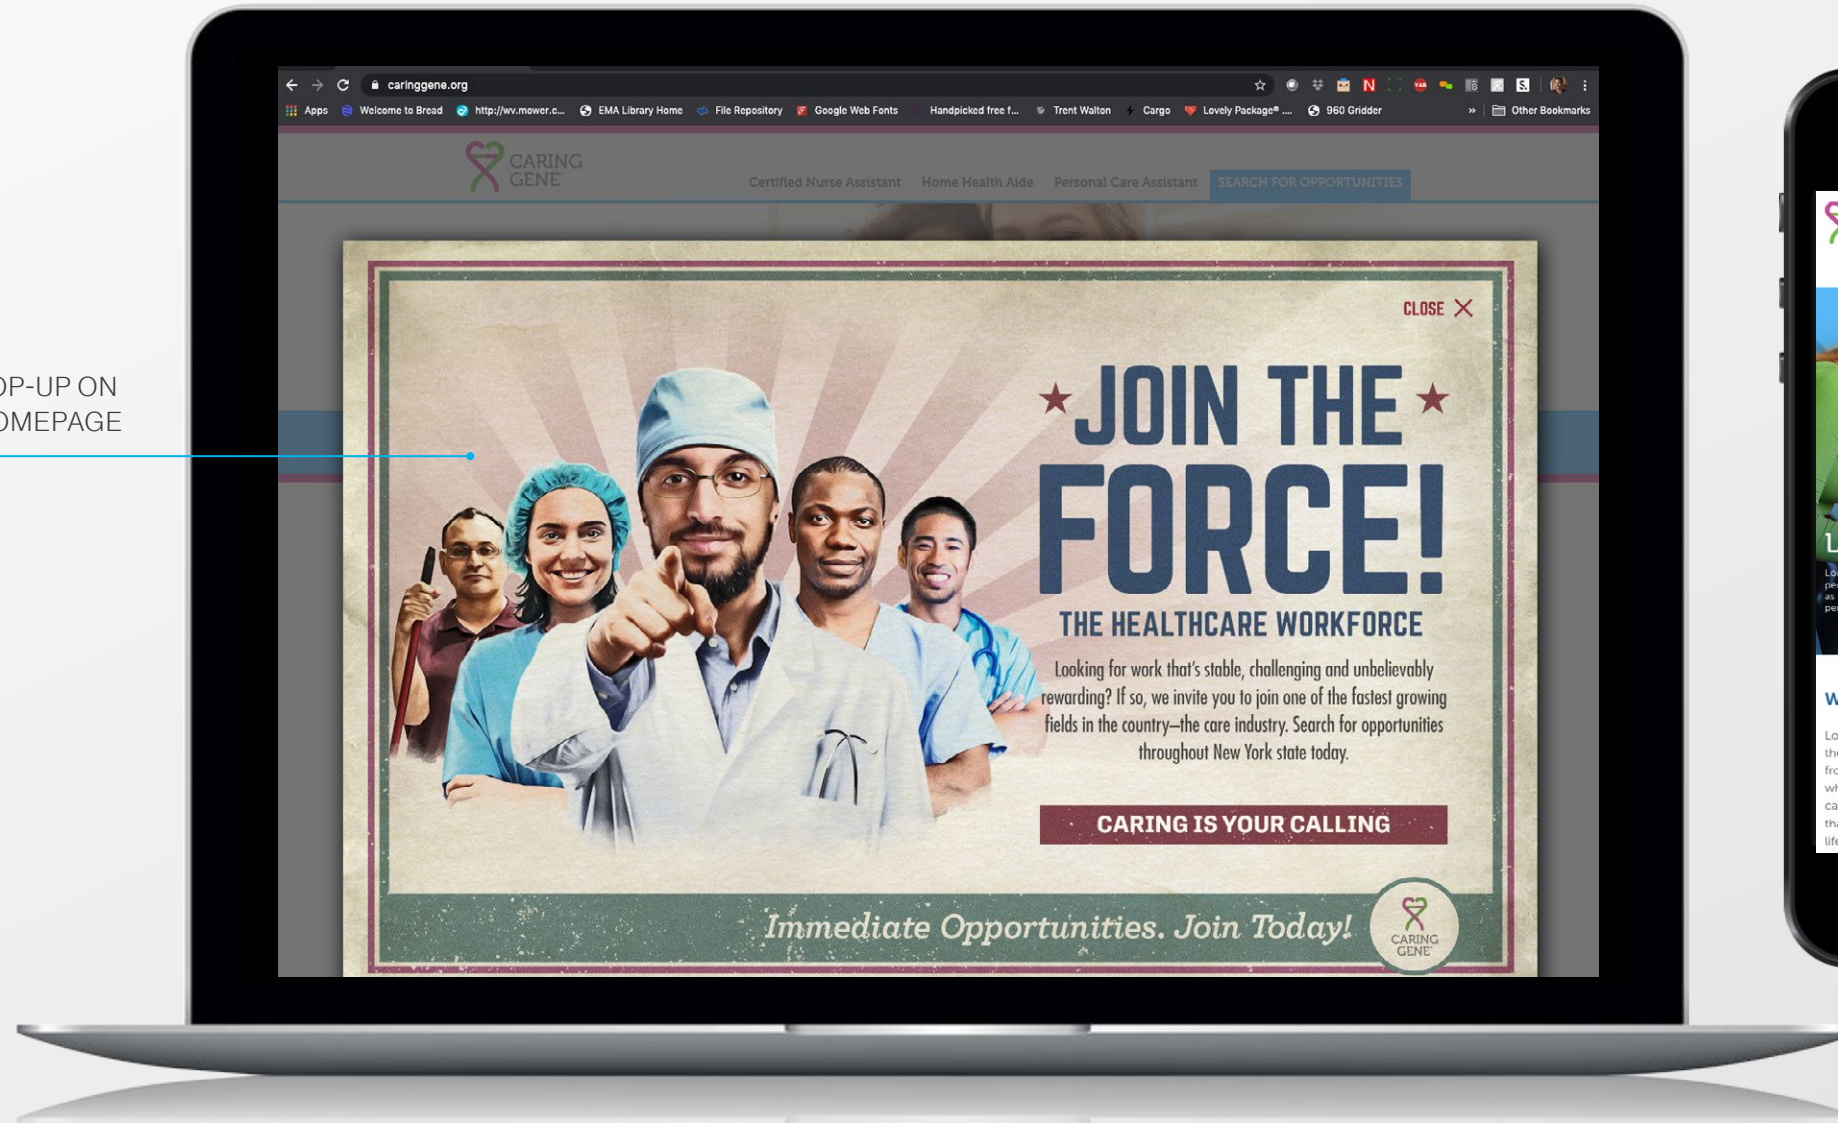 OP-UP ON
OMEPAGE
caringgene.org
Apps Welcome to Bread http://wv.mower.c... EMA Library Home File Repository Google Web Fonts Handpicked free f... Trent Walton Cargo Lovely Package® .... 960 Gridder » Other Bookmarks
CARING
GENE
Certified Nurse Assistant Home Health Aide Personal Care Assistant SEARCH FOR OPPORTUNITIES
CLOSE
JOIN THE
FORCE!
THE HEALTHCARE WORKFORCE
Looking for work that's stable, challenging and unbelievably
rewarding? If so, we invite you to join one of the fastest growing
fields in the country—the care industry. Search for opportunities
throughout New York state today.
CARING IS YOUR CALLING
Immediate Opportunities. Join Today!
CARING
GENE